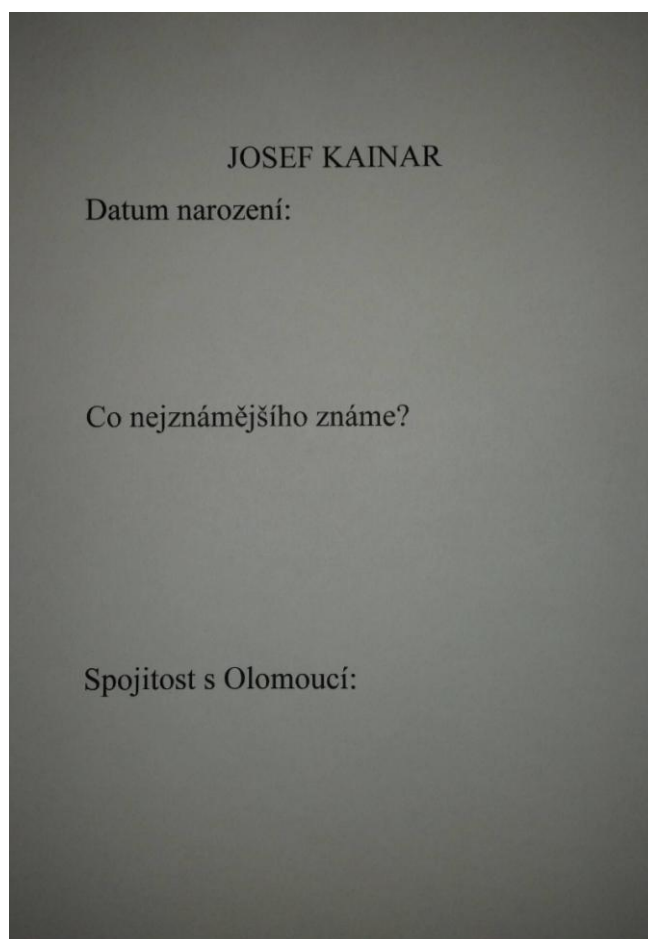 JOSEF KAINAR
Datum narození:
Co nejznámějšího známe?
Spojitost s Olomoucí: